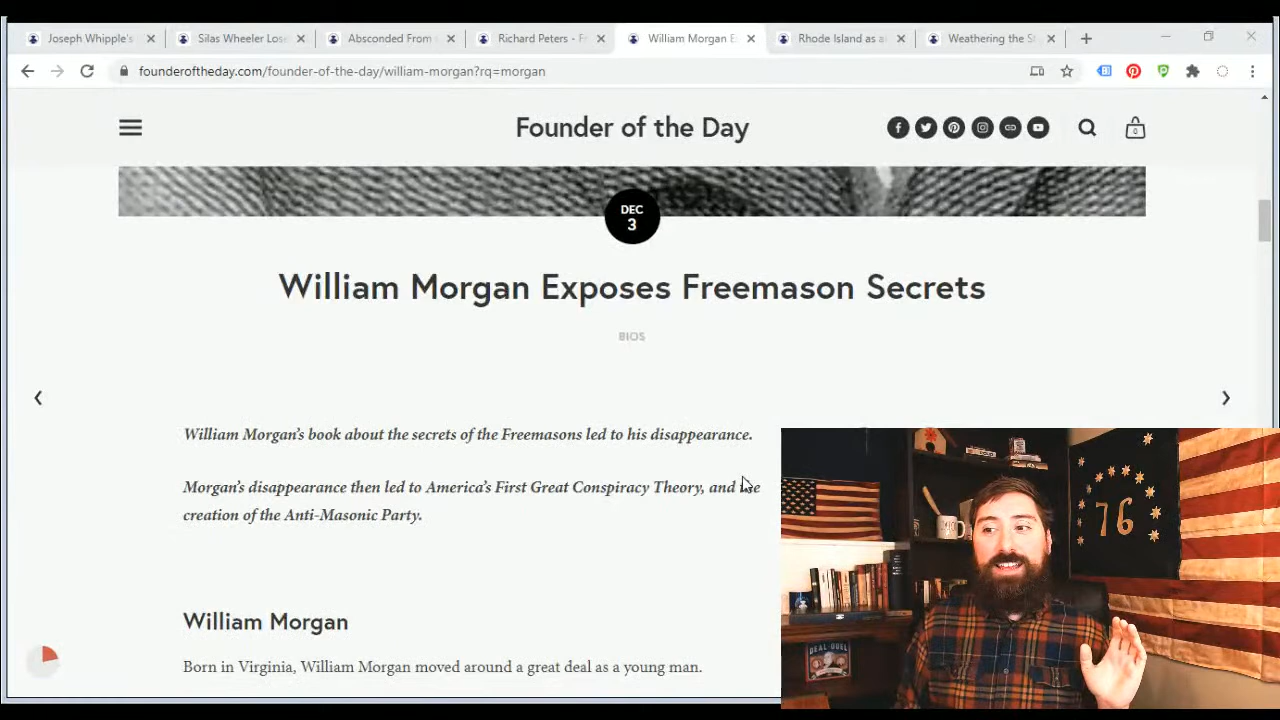 Joseph Whipple's
Silas Wheeler Lose
Absconded From
Richard Peters - F
William Morgan E
Rhode Island as a
Weathering the St
founderoftheday.com/founder-of-the-day/william-morgan?rq=morgan
Founder of the Day
0
DEC
3
William Morgan Exposes Freemason Secrets
BIOS
William Morgan's book about the secrets of the Freemasons led to his disappearance.
Morgan's disappearance then led to America's First Great Conspiracy Theory, and the
creation of the Anti-Masonic Party.
William Morgan
Born in Virginia, William Morgan moved around a great deal as a young man.
76
DEAL DUEL